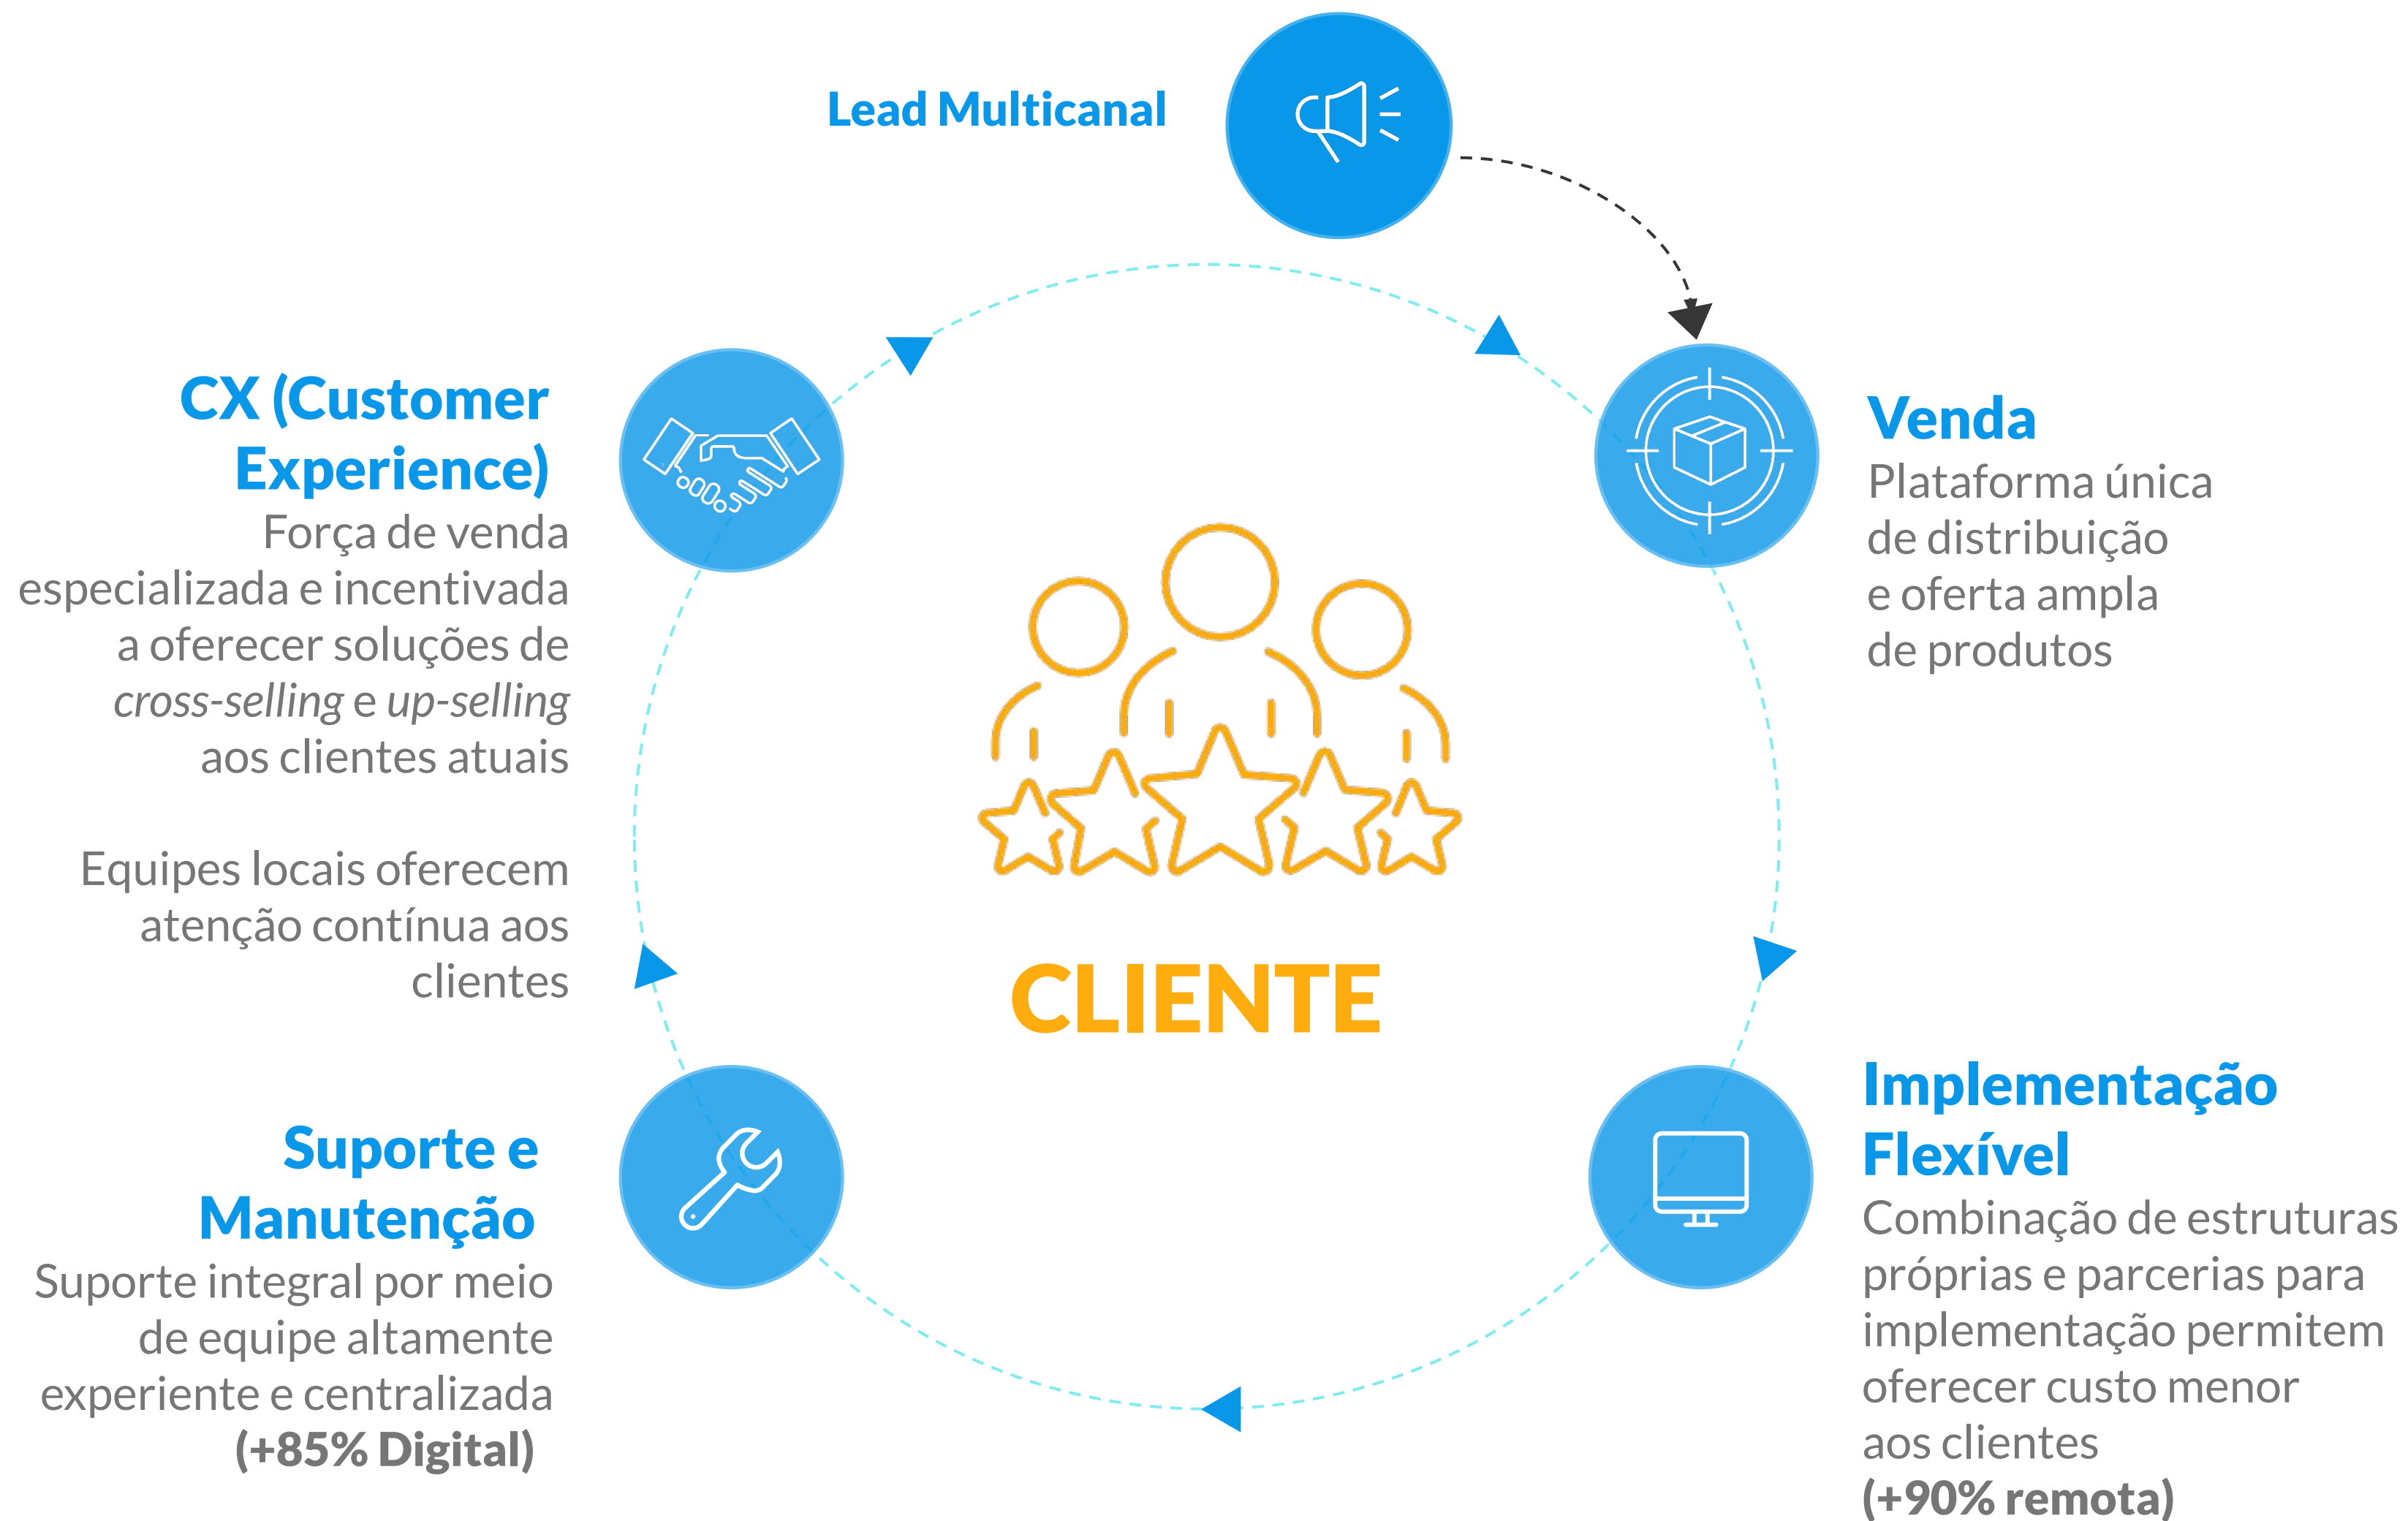 Lead Multicanal
CX (Customer
Experience)
Força de venda
especializada e incentivada
a oferecer soluções de
cross-selling e up-selling
aos clientes atuais
Equipes locais oferecem
atenção contínua aos
clientes
Venda
Plataforma única
de distribuição
e oferta ampla
de produtos
CLIENTE
Suporte e
Manutenção
Suporte integral por meio
de equipe altamente
experiente e centralizada
(+85% Digital)
Implementação
Flexível
Combinação de estruturas
próprias e parcerias para
implementação permitem
oferecer custo menor
aos clientes
(+90% remota)